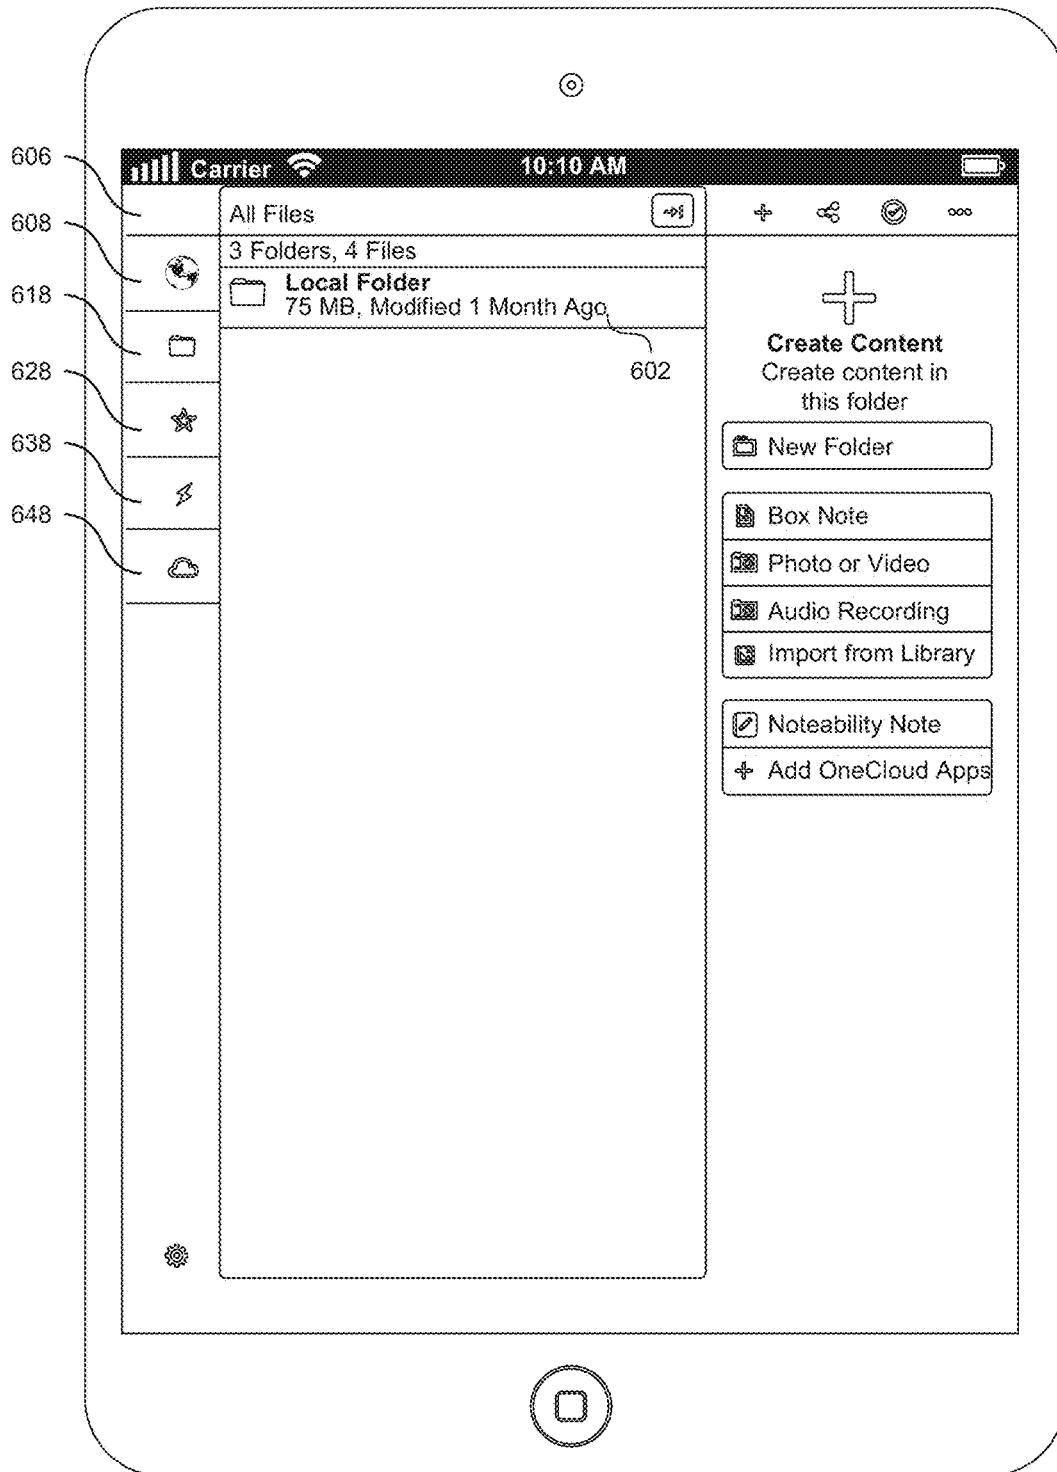 606
Carrier
10:10 AM
608
All Files
3 Folders, 4 Files
618
Local Folder
75 MB, Modified 1 Month Ago
602
Create Content
Create content in
this folder
628
638
648
New Folder
Box Note
Photo or Video
Audio Recording
Import from Library
Noteability Note
Add OneCloud Apps